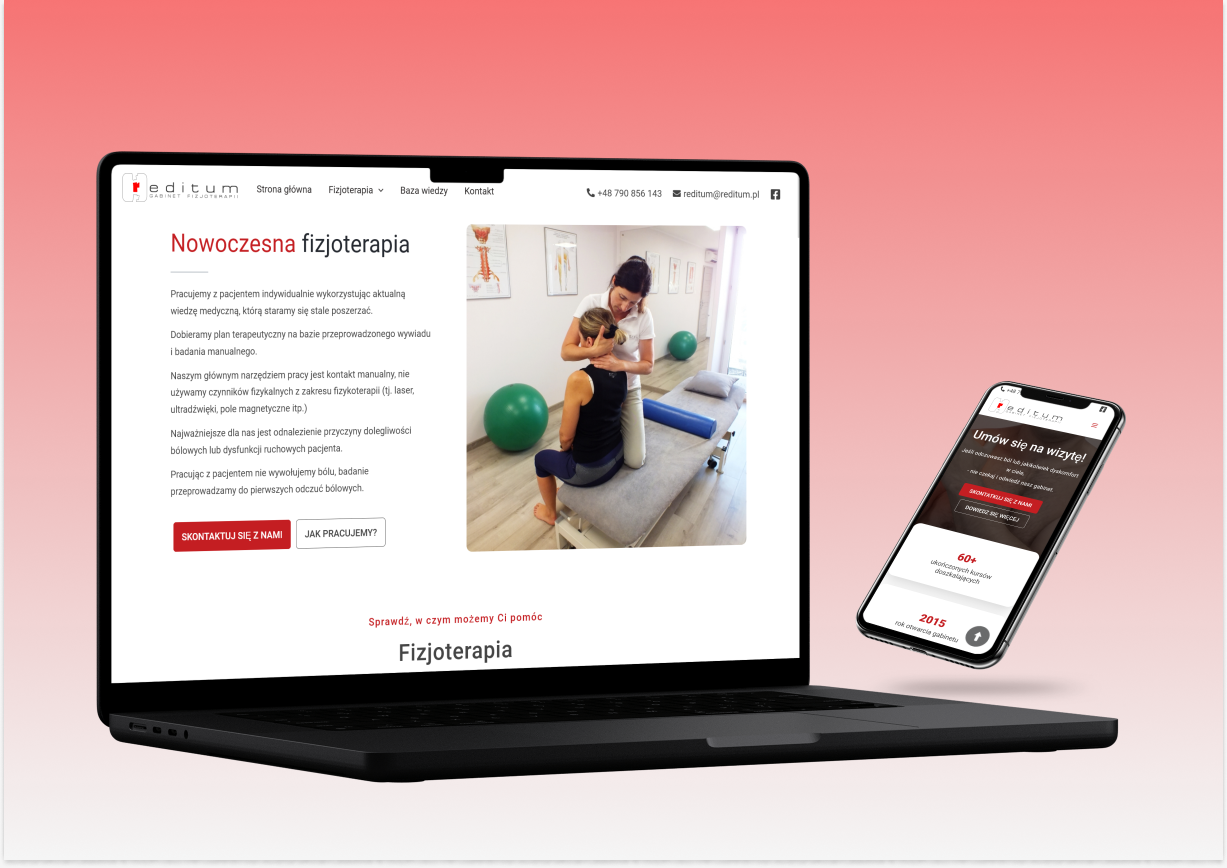 editum
GABINET FIZJOTERAPII
Strona główna
Fizjoterapia
Baza wiedzy
Kontakt
+48 790 856 143
reditum@reditum.pl
Nowoczesna fizjoterapia
Pracujemy z pacjentem indywidualnie wykorzystując aktualną
wiedzę medyczną, którą staramy się stale poszerzać.
Dobieramy plan terapeutyczny na bazie przeprowadzonego wywiadu
i badania manualnego.
Naszym głównym narzędziem pracy jest kontakt manualny, nie
używamy czynników fizykalnych z zakresu fizykoterapii (tj. laser,
ultradźwięki, pole magnetyczne itp.)
Najważniejsze dla nas jest odnalezienie przyczyny dolegliwości
bólowych lub dysfunkcji ruchowych pacjenta.
Pracując z pacjentem nie wywołujemy bólu, badanie
przeprowadzamy do pierwszych odczuć bólowych.
SKONTAKTUJ SIĘ Z NAMI
JAK PRACUJEMY?
Sprawdź, w czym możemy Ci pomóc
Fizjoterapia
+48 7
editum
Umów się na wizytę!
Jeśli odczuwasz ból lub jakikolwiek dyskomfort
w ciele,
- nie czekaj i odwiedź nasz gabinet.
SKONTATKUJ SIĘ Z NAMI
DOWIEDZ SIĘ WIĘCEJ
60+
ukończonych kursów
doszkalających
2015
rok otwarcia gabinetu